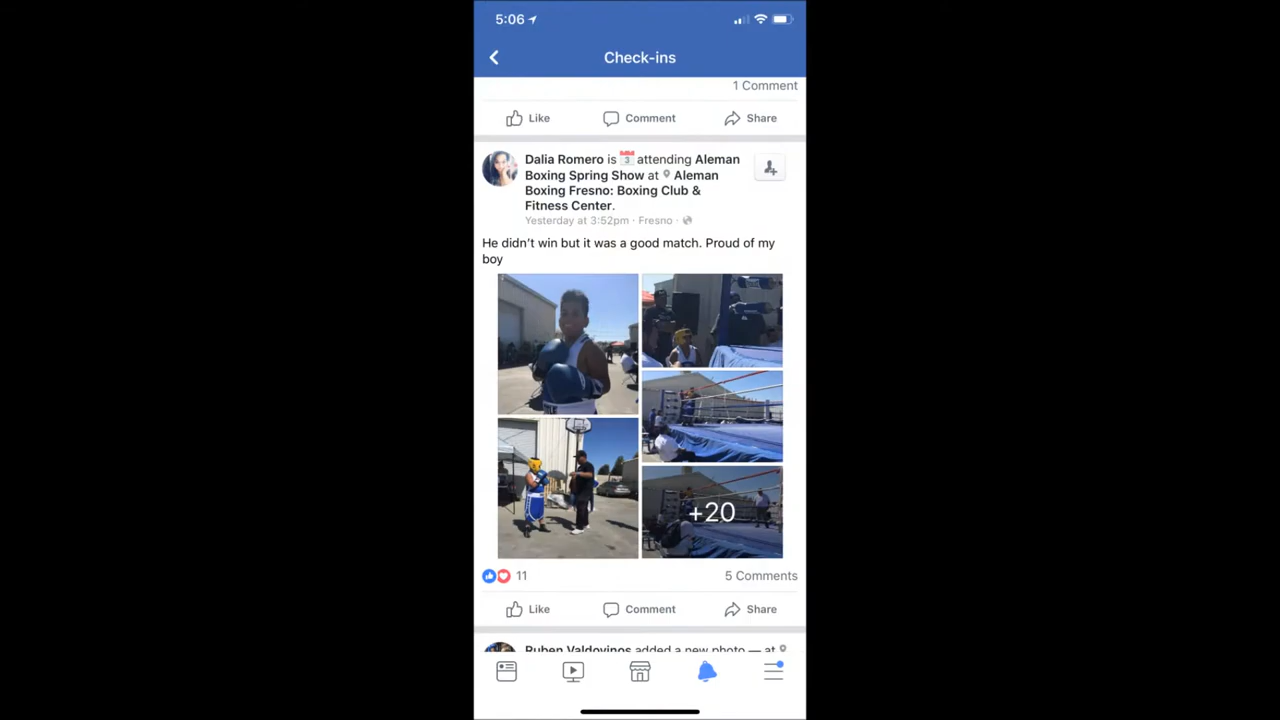 5:06
Check-ins
1 Comment
Like Comment Share
Dalia Romero is 3 attending Aleman
Boxing Spring Show at Aleman
Boxing Fresno: Boxing Club &
Fitness Center.
Yesterday at 3:52pm · Fresno ·
He didn't win but it was a good match. Proud of my
boy
+20
11
5 Comments
Like Comment Share
Ruben Valdovinos added a new photo — at